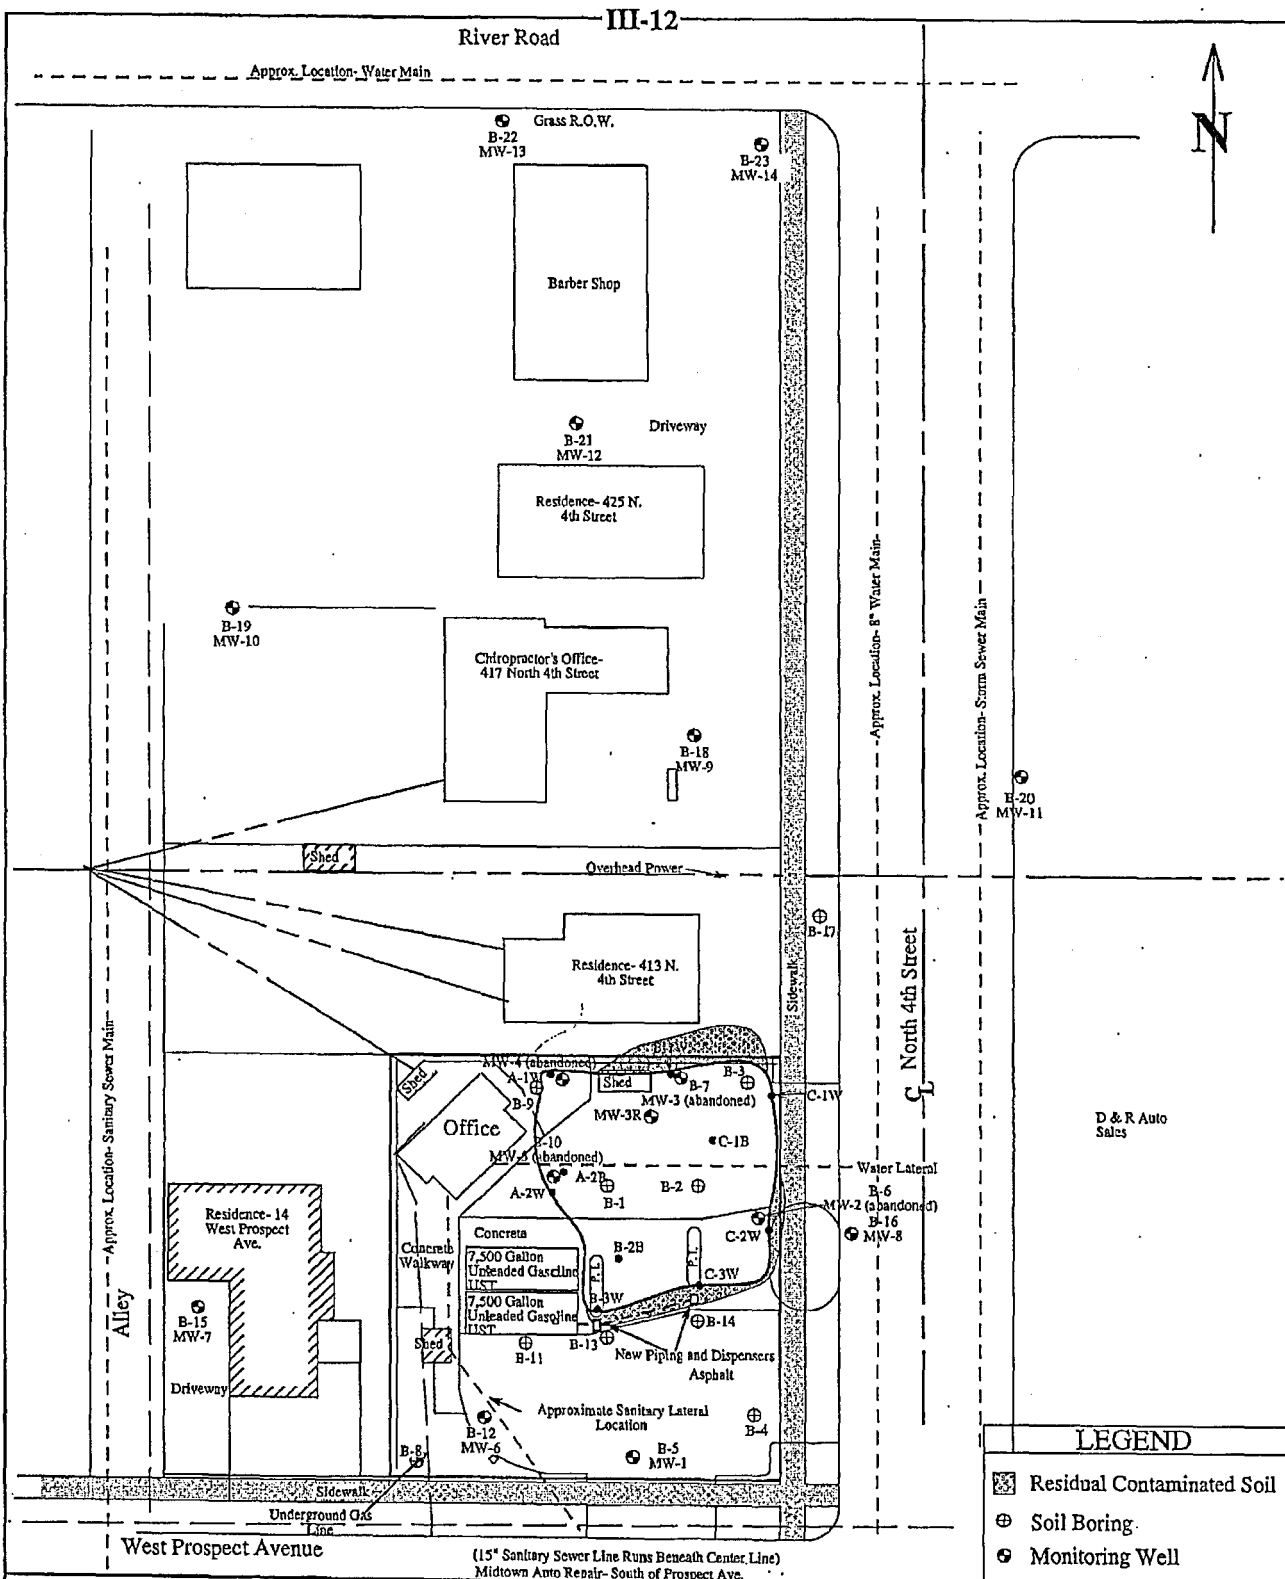 III-12
River Road
Approx. Location- Water Main
N
B-22
MW-13
Grass R.O.W.
B-23
MW-14
Barber Shop
B-21
MW-12
Driveway
Residence- 425 N.
4th Street
B-19
MW-10
Chiropractor's Office-
417 North 4th Street
B-18
MW-9
Approx. Location- 8" Water Main
Approx. Location- Storm Sewer Main
B-20
MW-11
Shed
Overhead Power
B-17
Residence- 413 N.
4th Street
Sidewalk
North 4th Street
CL
Approx. Location- Sanitary Sewer Main
MW-4 (abandoned)
A-1W
B-9
Shed
Shed
B-7
MW-3 (abandoned)
B-3
C-1W
MW-3R
Office
C-1B
D & R Auto
Sales
B-10
MW-5 (abandoned)
Water Lateral
A-2B
A-2W
B-1
B-2
B-6
MW-2 (abandoned)
B-16
MW-8
C-2W
Residence- 14
West Prospect
Ave.
Concrete
Walkway
Concrete
7,500 Gallon
Unleaded Gasoline
UST
7,500 Gallon
Unleaded Gasoline
UST
P.I.
P.I.
B-2B
C-3W
B-3W
B-14
B-15
MW-7
Alley
Shed
B-11
B-13
New Piping and Dispensers
Asphalt
Driveway
Approximate Sanitary Lateral
Location
B-12
MW-6
B-4
B-8
B-5
MW-1
Sidewalk
Underground Gas
Line
West Prospect Avenue
(15" Sanitary Sewer Line Runs Beneath Center Line)
Midtown Auto Repair- South of Prospect Ave.
LEGEND
Residual Contaminated Soil
Soil Boring
Monitoring Well